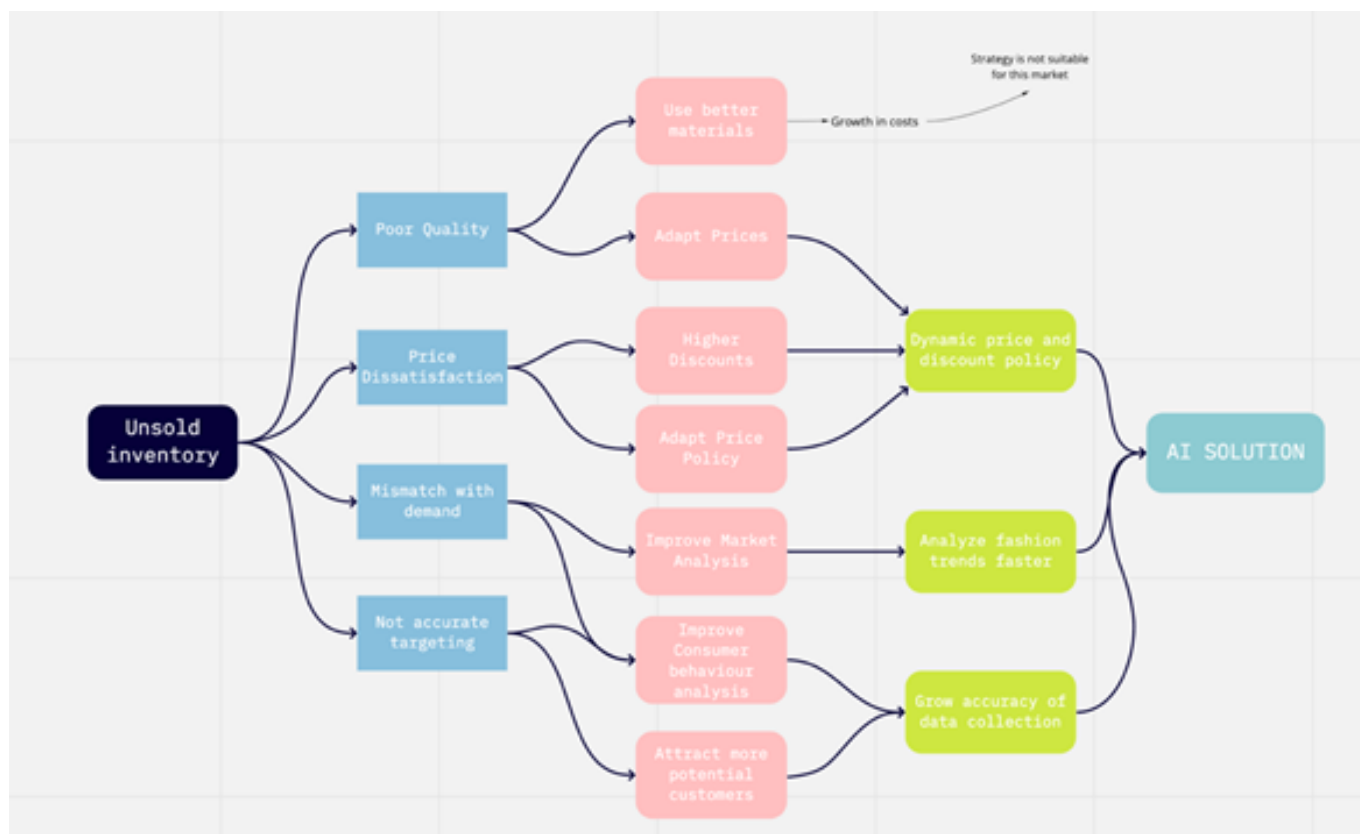 Strategy is not suitable
for this market
Use better
materials
Growth in costs
Poor Quality
Adapt Prices
Price
Dissatisfaction
Higher
Discounts
Dynamic price and
discount policy
Unsold
inventory
Adapt Price
Policy
AI SOLUTION
Mismatch with
demand
Improve Market
Analysis
Analyze fashion
trends faster
Not accurate
targeting
Improve
Consumer
behaviour
analysis
Grow accuracy of
data collection
Attract more
potential
customers